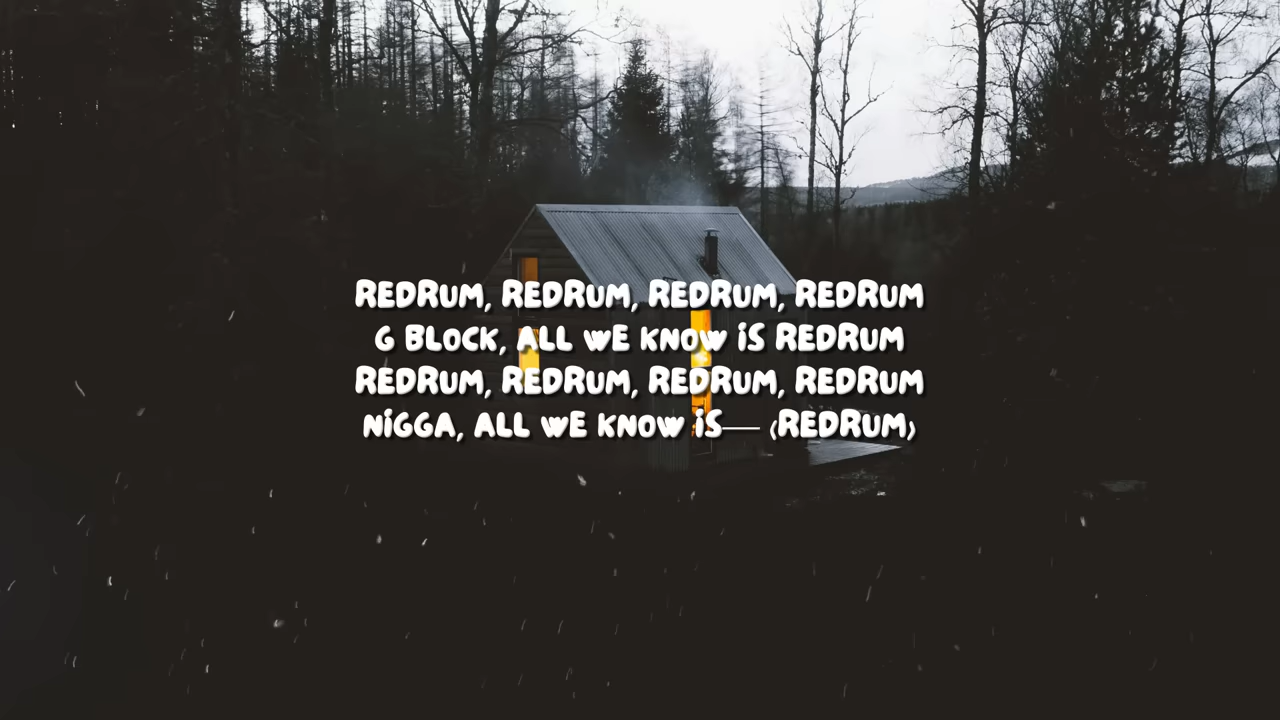 REDRUM, REDRUM, REDRUM, REDRUM
G BLOCK, ALL WE KNOW IS REDRUM
REDRUM, REDRUM, REDRUM, REDRUM
NIGGA, ALL WE KNOW IS— (REDRUM)